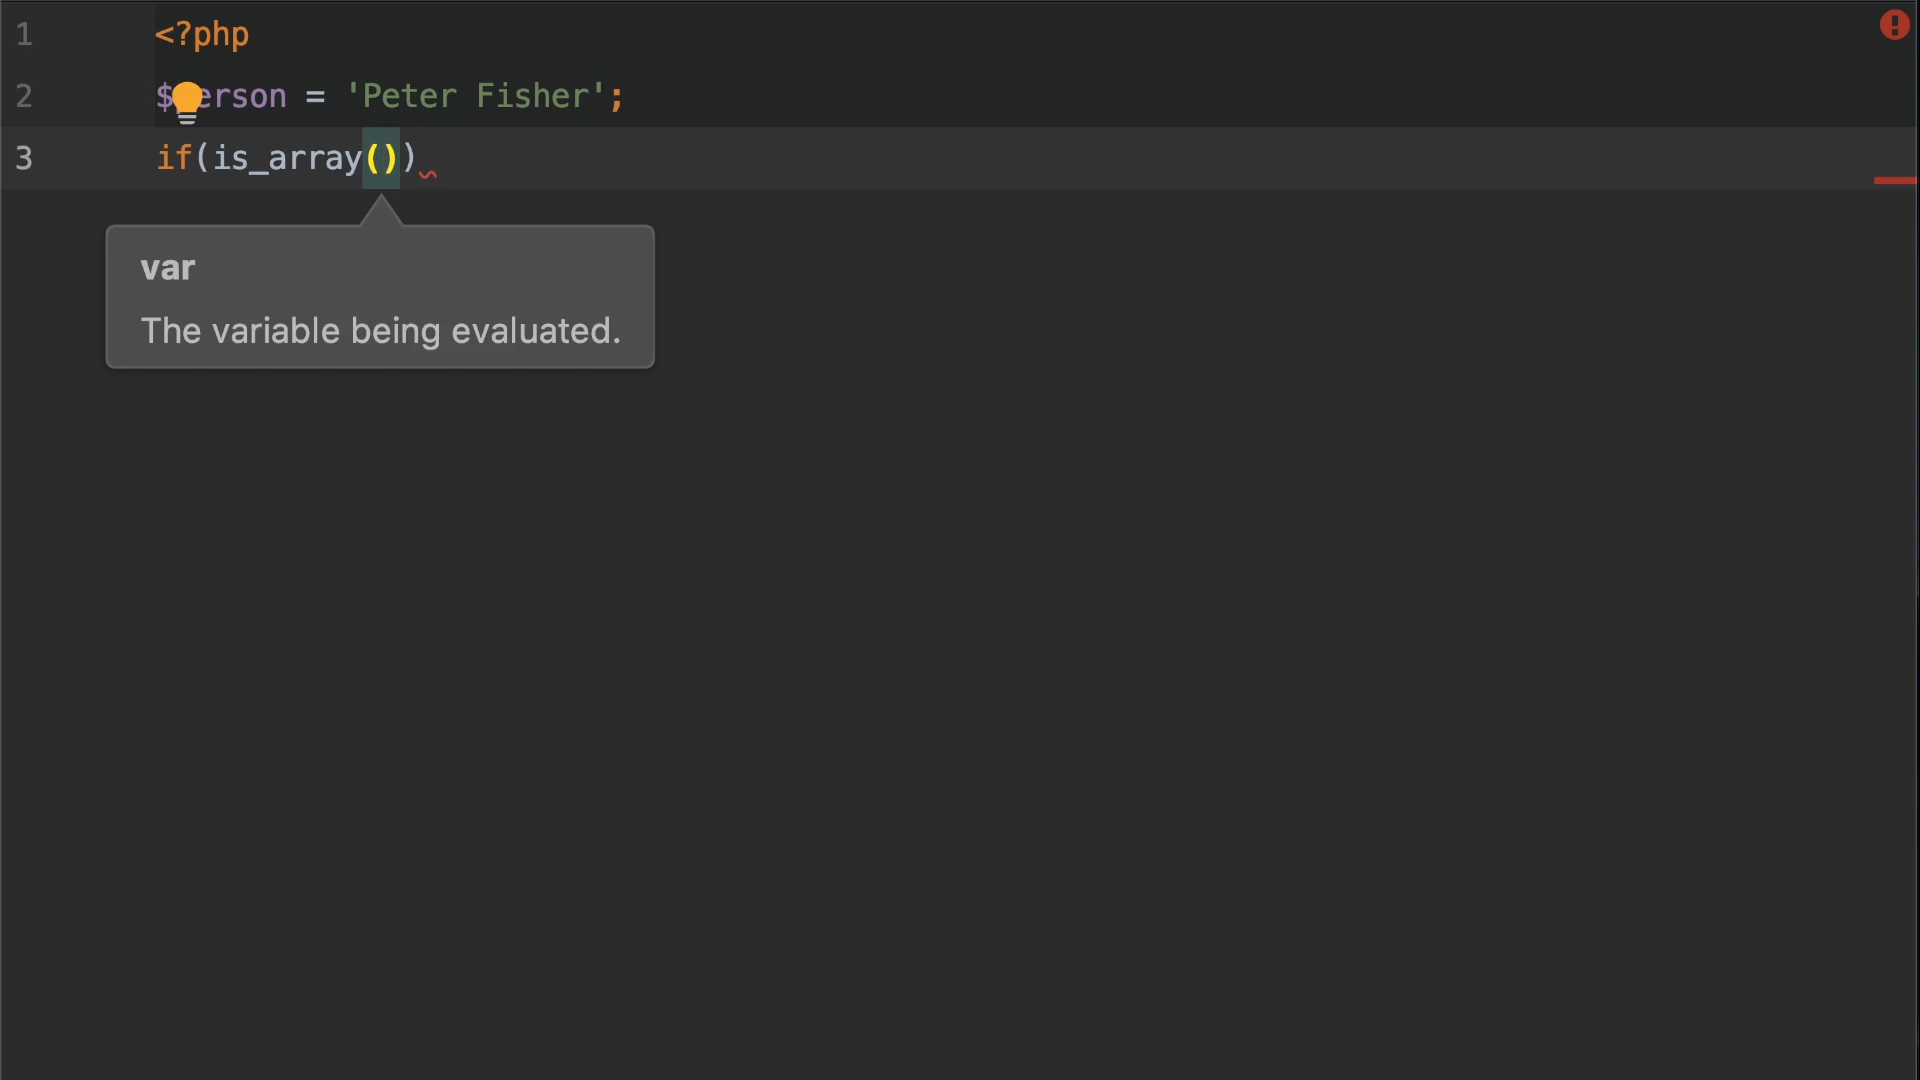 1 <?php
2 $person = 'Peter Fisher';
3 if(is_array())
var
The variable being evaluated.